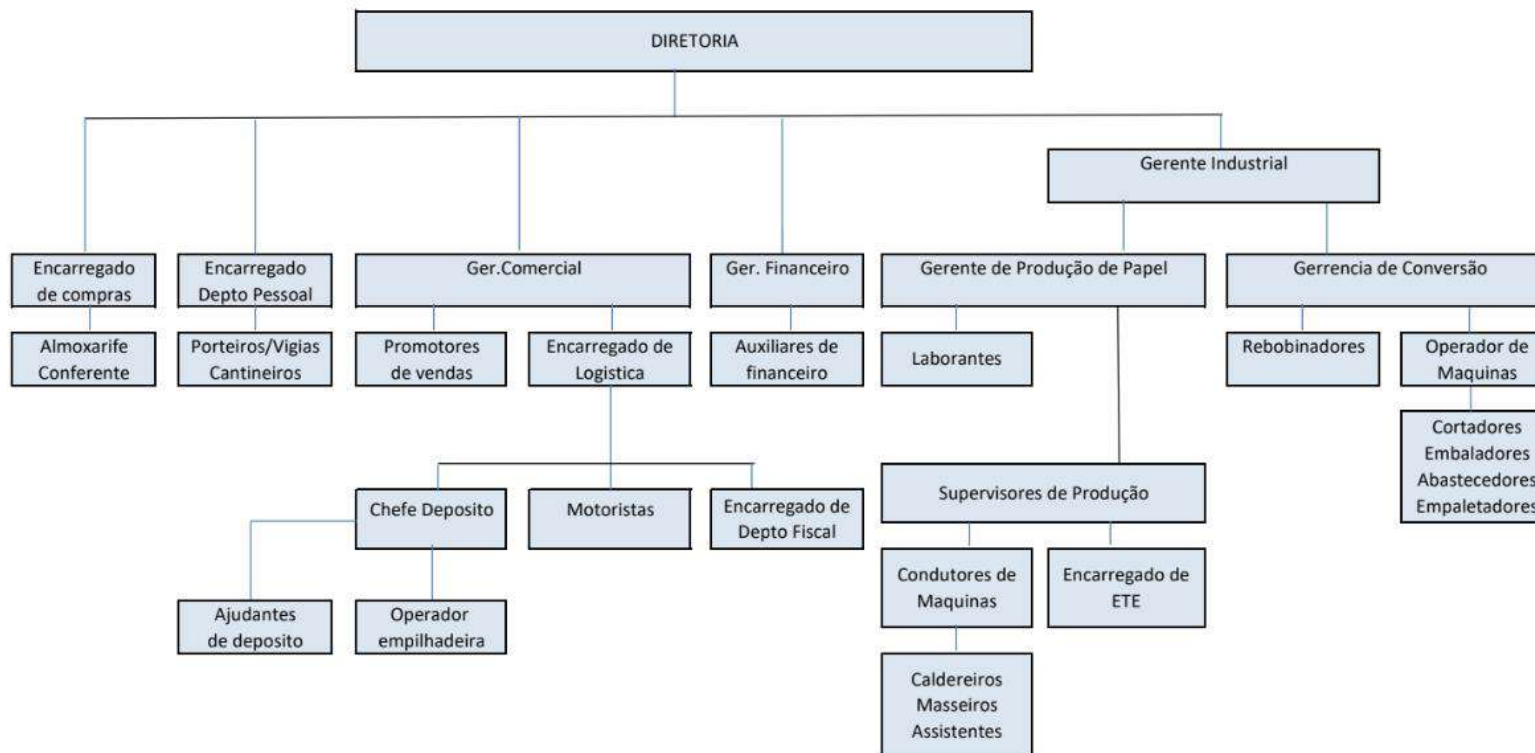 DIRETORIA
Gerente Industrial
Encarregado
de compras
Encarregado
Depto Pessoal
Ger.Comercial
Ger. Financeiro
Gerente de Produção de Papel
Gerrencia de Conversão
Almoxarife
Conferente
Porteiros/Vigias
Cantineiros
Promotores
de vendas
Encarregado de
Logistica
Auxiliares de
financeiro
Laborantes
Rebobinadores
Operador de
Maquinas
Cortadores
Embaladores
Abastecedores
Empaletadores
Supervisores de Produção
Chefe Deposito
Motoristas
Encarregado de
Depto Fiscal
Condutores de
Maquinas
Encarregado de
ETE
Ajudantes
de deposito
Operador
empilhadeira
Caldereiros
Masseiros
Assistentes